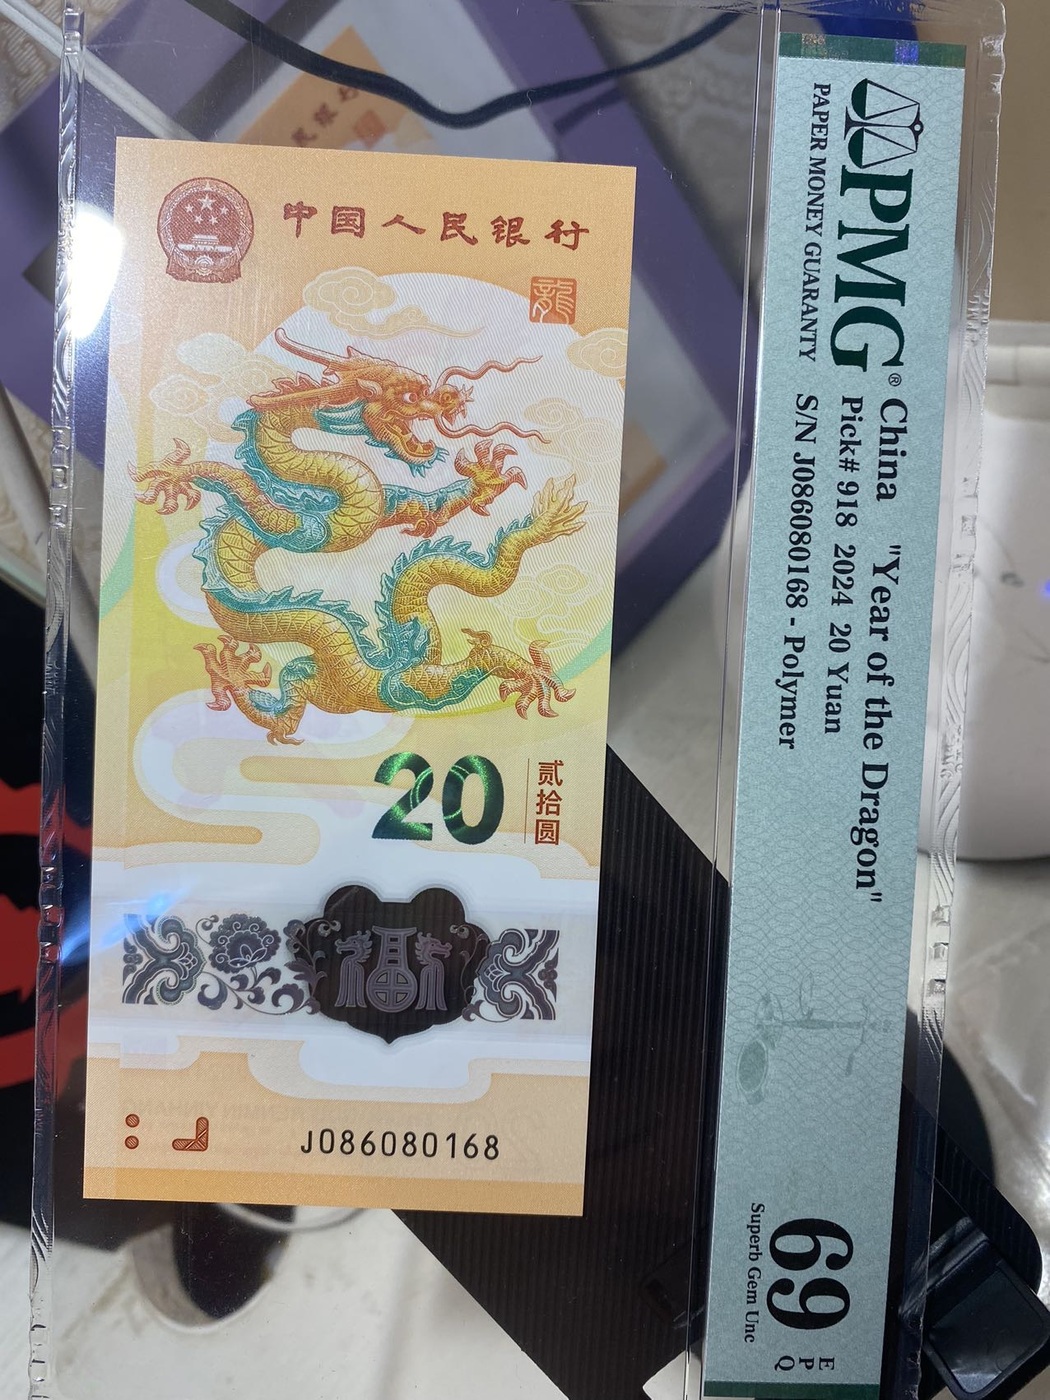 中国人民银行
龍
20
贰拾圆
J086080168
PMG®
PAPER MONEY GUARANTY
China "Year of the Dragon"
Pick# 918 2024 20 Yuan
S/N J086080168 - Polymer
69
EPQ
Superb Gem Unc